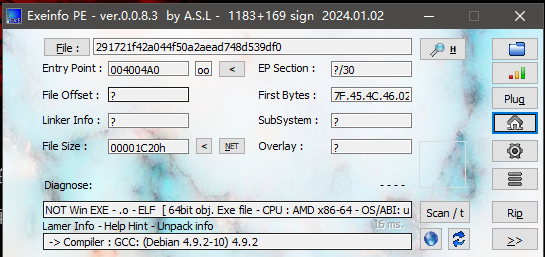 Exeinfo PE - ver.0.0.8.3 by A.S.L - 1183+169 sign 2024.01.02
File : 291721f42a044f50a2aead748d539df0 H
Entry Point : 004004A0 oo < EP Section : ?/30
File Offset : ? First Bytes : 7F.45.4C.46.02 Plug
Linker Info : ? SubSystem : ?
File Size : 00001C20h < NET Overlay : ?
Diagnose: - - - -
NOT Win EXE - .o - ELF [ 64bit obj. Exe file - CPU : AMD x86-64 - OS/ABI: u Scan / t Rip
Lamer Info - Help Hint - Unpack info 16 ms.
-> Compiler : GCC: (Debian 4.9.2-10) 4.9.2 >>